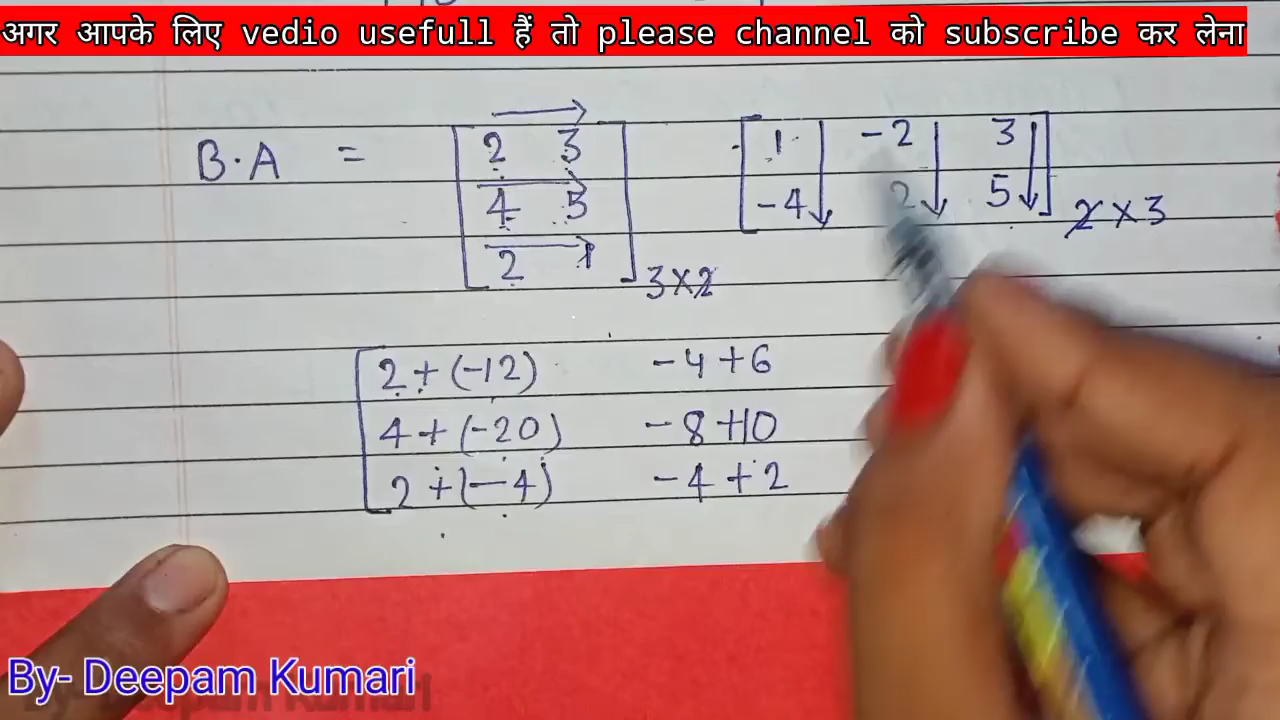 अगर आपके लिए vedio usefull हैं तो please channel को subscribe कर लेना
B.A = [2 3 [1 -2 3]
4 5 -4 2 5] 2×3
2 1] 3×2
[2+(-12) -4+6
4+(-20) -8+10
2+(-4) -4+2
By- Deepam Kumari